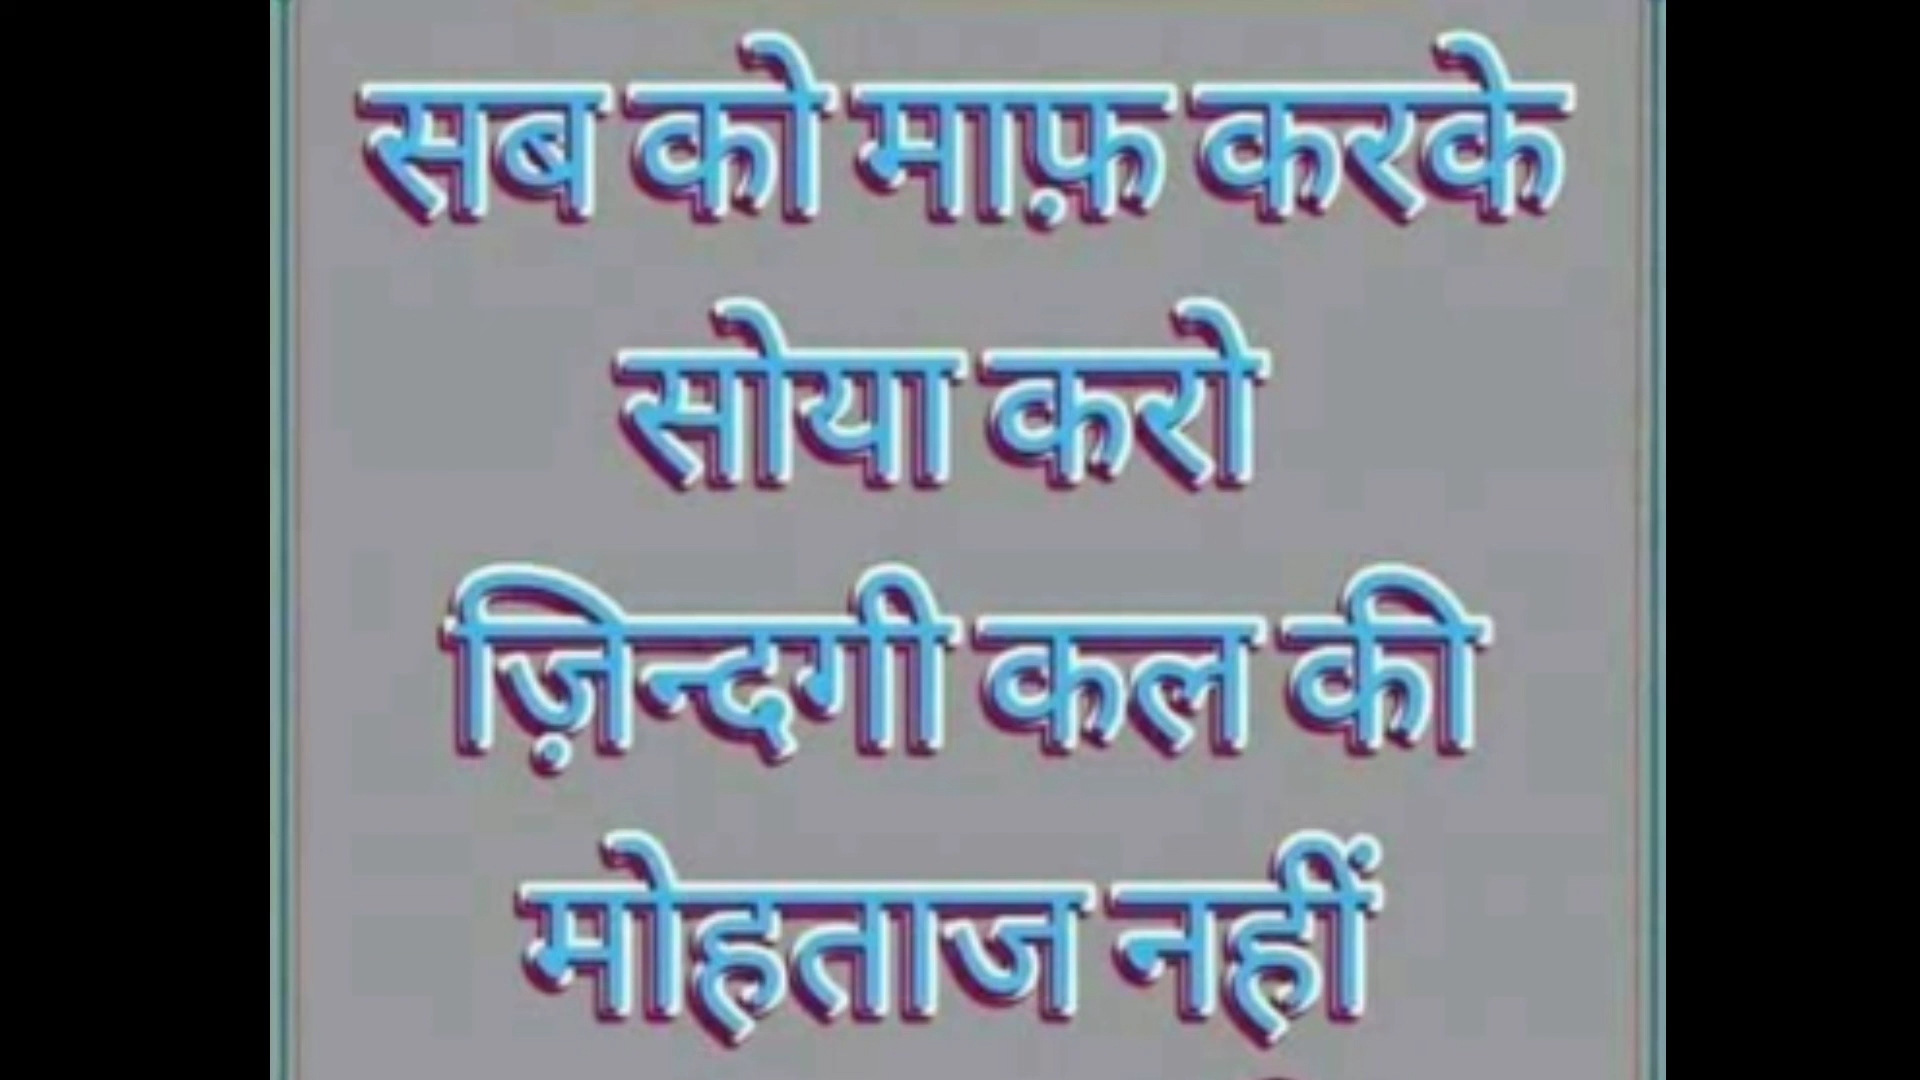 सब को माफ़ करके
सोया करो
ज़िन्दगी कल की
मोहताज नहीं